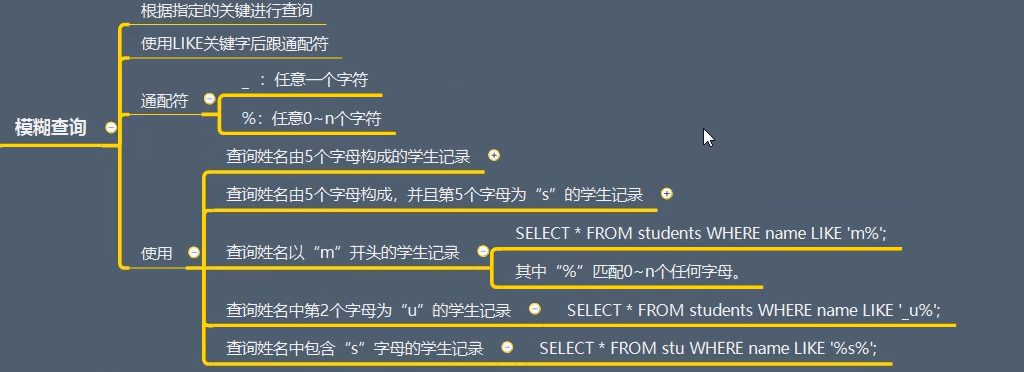 根据指定的关键进行查询
使用LIKE关键字后跟通配符
模糊查询
通配符
_ ：任意一个字符
%：任意0~n个字符
使用
查询姓名由5个字母构成的学生记录
查询姓名由5个字母构成，并且第5个字母为“s”的学生记录
查询姓名以“m”开头的学生记录
SELECT * FROM students WHERE name LIKE 'm%';
其中“%”匹配0~n个任何字母。
查询姓名中第2个字母为“u”的学生记录
SELECT * FROM students WHERE name LIKE '_u%';
查询姓名中包含“s”字母的学生记录
SELECT * FROM stu WHERE name LIKE '%s%';